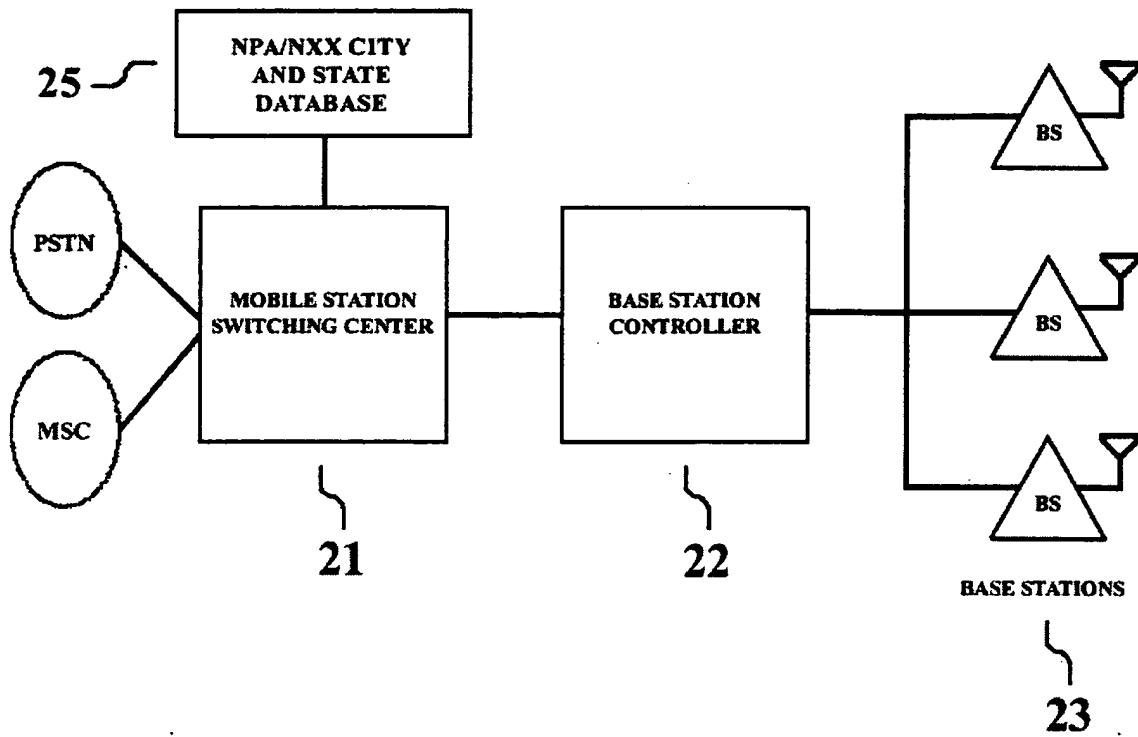 NPA/NXX CITY
AND STATE
DATABASE
25
BS
PSTN
MOBILE STATION
SWITCHING CENTER
BASE STATION
CONTROLLER
BS
MSC
BS
21
22
BASE STATIONS
23